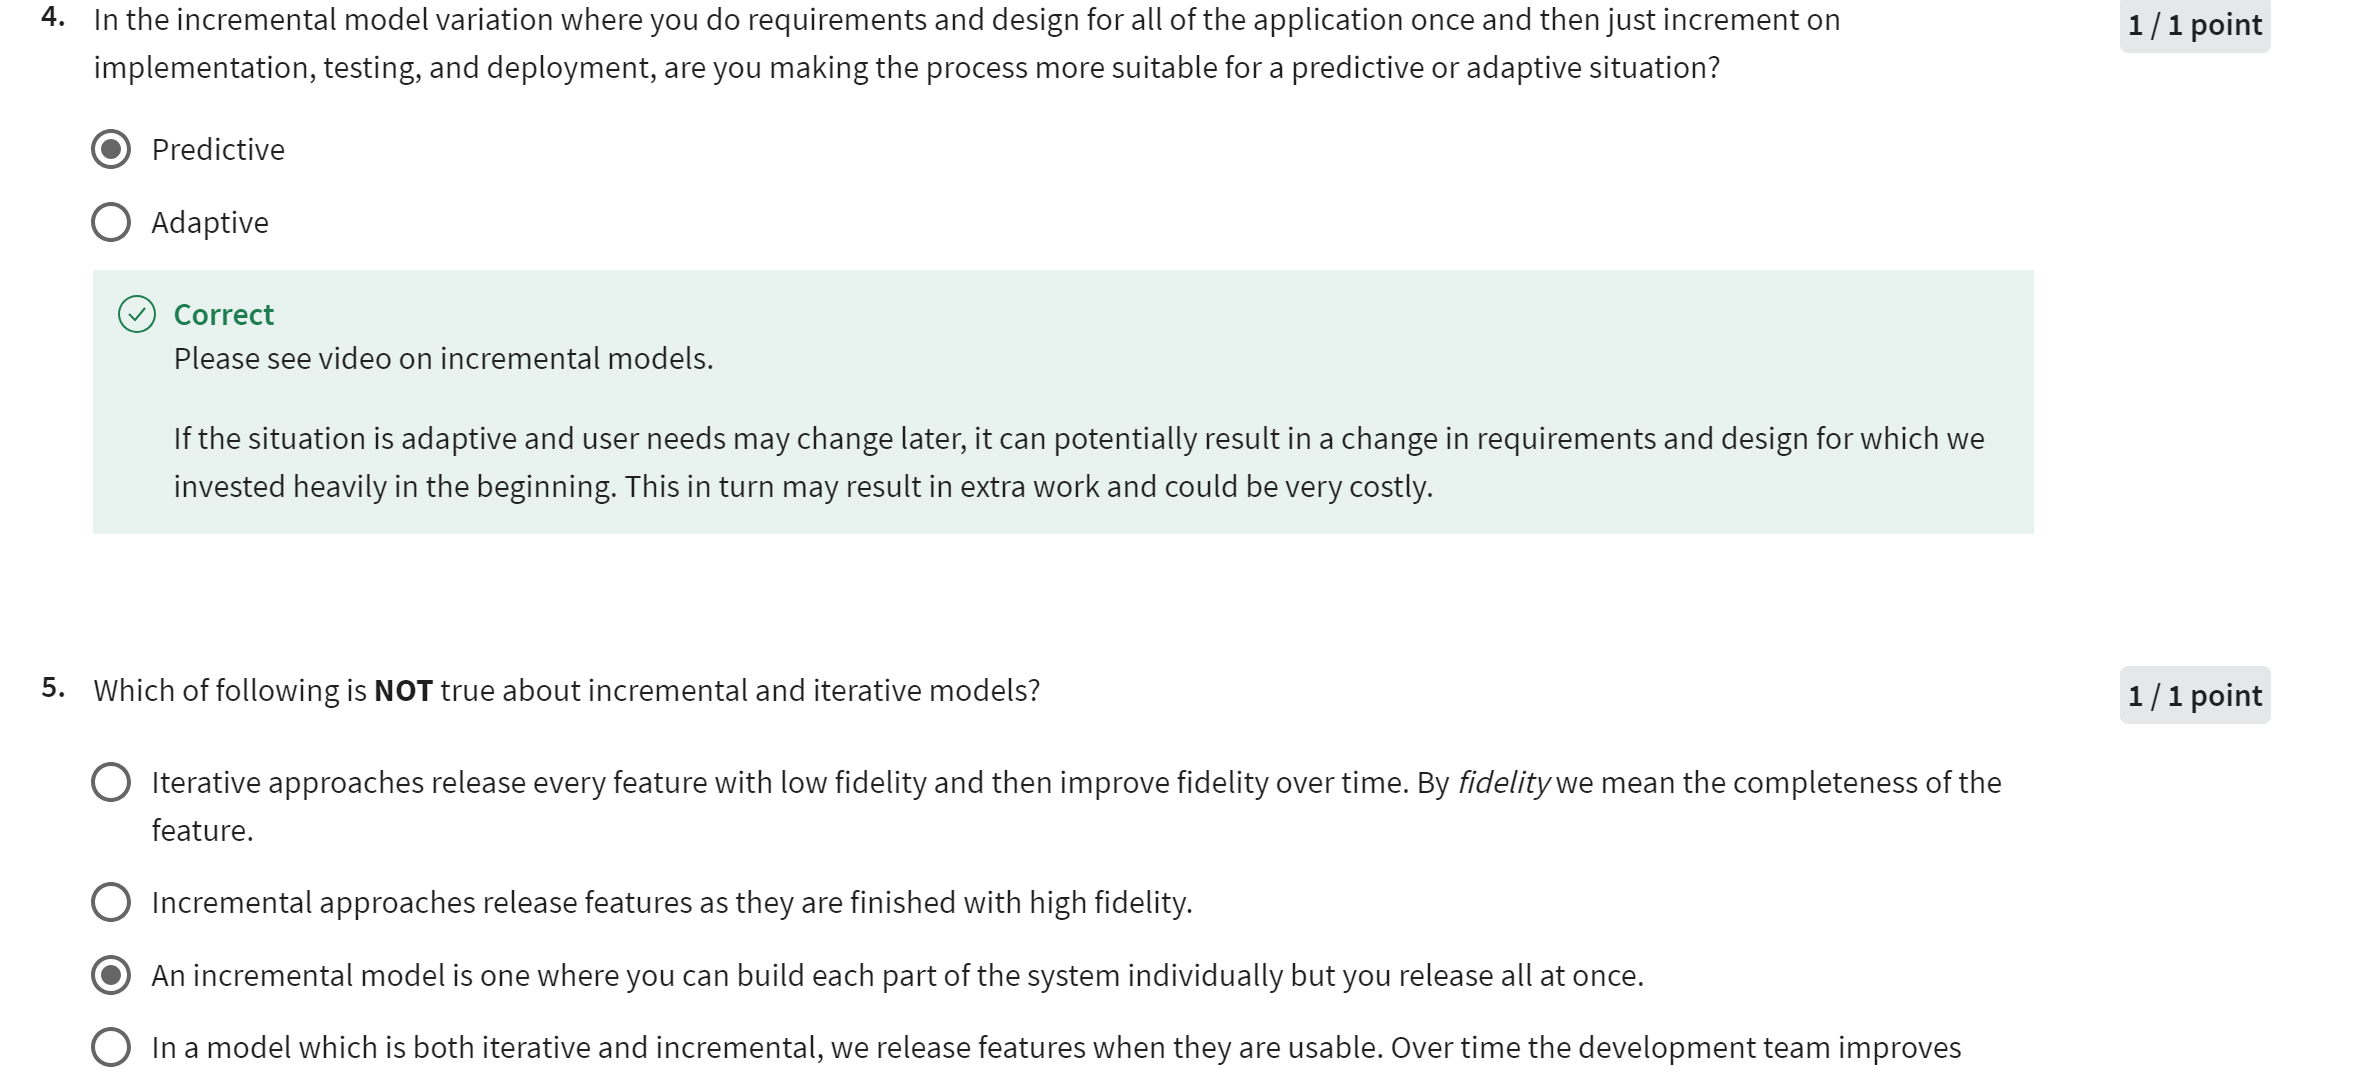 4. In the incremental model variation where you do requirements and design for all of the application once and then just increment on
implementation, testing, and deployment, are you making the process more suitable for a predictive or adaptive situation?
1 / 1 point
Predictive
Adaptive
Correct
Please see video on incremental models.
If the situation is adaptive and user needs may change later, it can potentially result in a change in requirements and design for which we
invested heavily in the beginning. This in turn may result in extra work and could be very costly.
5. Which of following is NOT true about incremental and iterative models?
1 / 1 point
Iterative approaches release every feature with low fidelity and then improve fidelity over time. By fidelity we mean the completeness of the
feature.
Incremental approaches release features as they are finished with high fidelity.
An incremental model is one where you can build each part of the system individually but you release all at once.
In a model which is both iterative and incremental, we release features when they are usable. Over time the development team improves